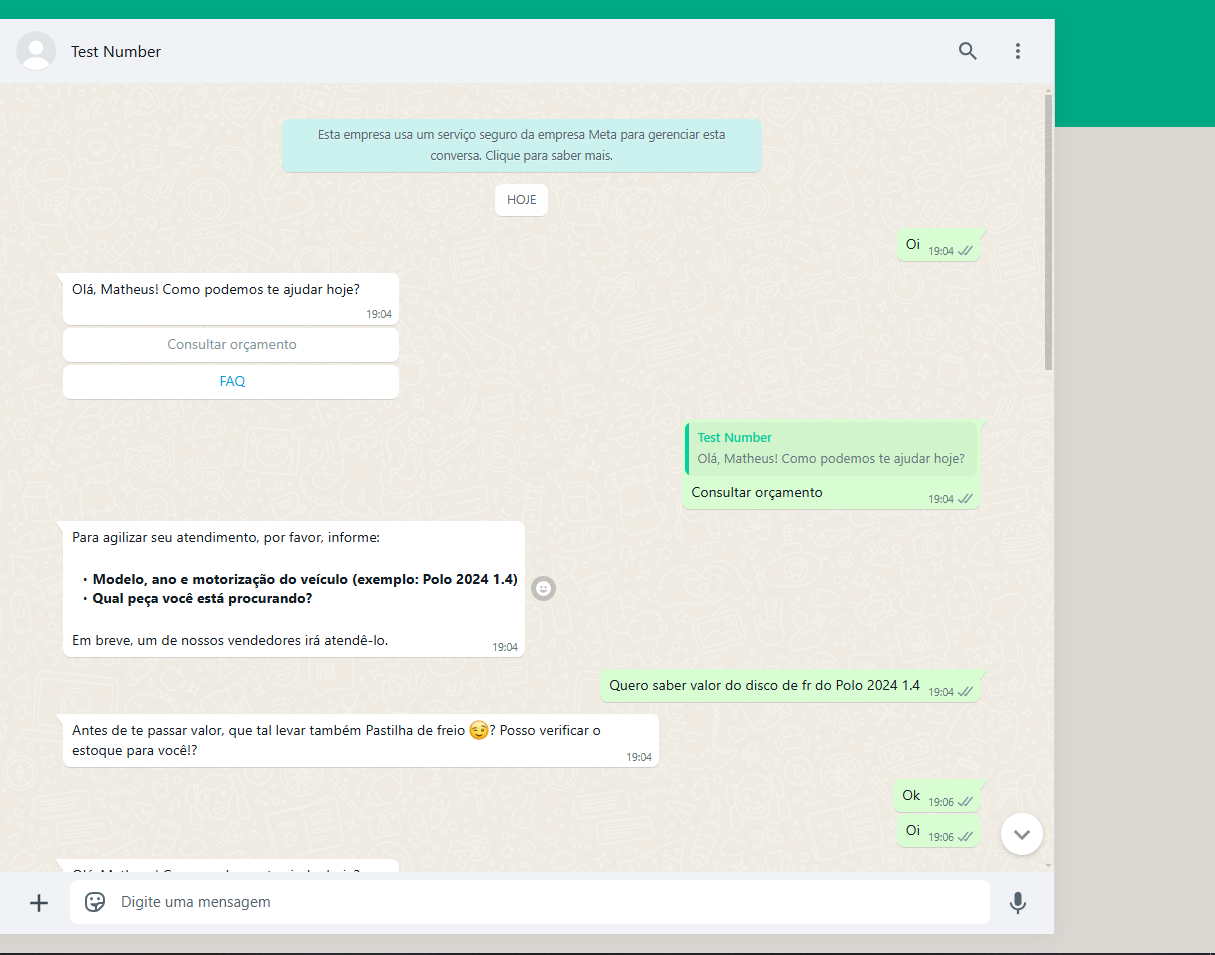 Test Number
Esta empresa usa um serviço seguro da empresa Meta para gerenciar esta
conversa. Clique para saber mais.
HOJE
Oi 19:04
Olá, Matheus! Como podemos te ajudar hoje?
19:04
Consultar orçamento
FAQ
Test Number
Olá, Matheus! Como podemos te ajudar hoje?
Consultar orçamento 19:04
Para agilizar seu atendimento, por favor, informe:
• Modelo, ano e motorização do veículo (exemplo: Polo 2024 1.4)
• Qual peça você está procurando?
Em breve, um de nossos vendedores irá atendê-lo. 19:04
Quero saber valor do disco de fr do Polo 2024 1.4 19:04
Antes de te passar valor, que tal levar também Pastilha de freio 😉? Posso verificar o
estoque para você!? 19:04
Ok 19:06
Oi 19:06
Digite uma mensagem